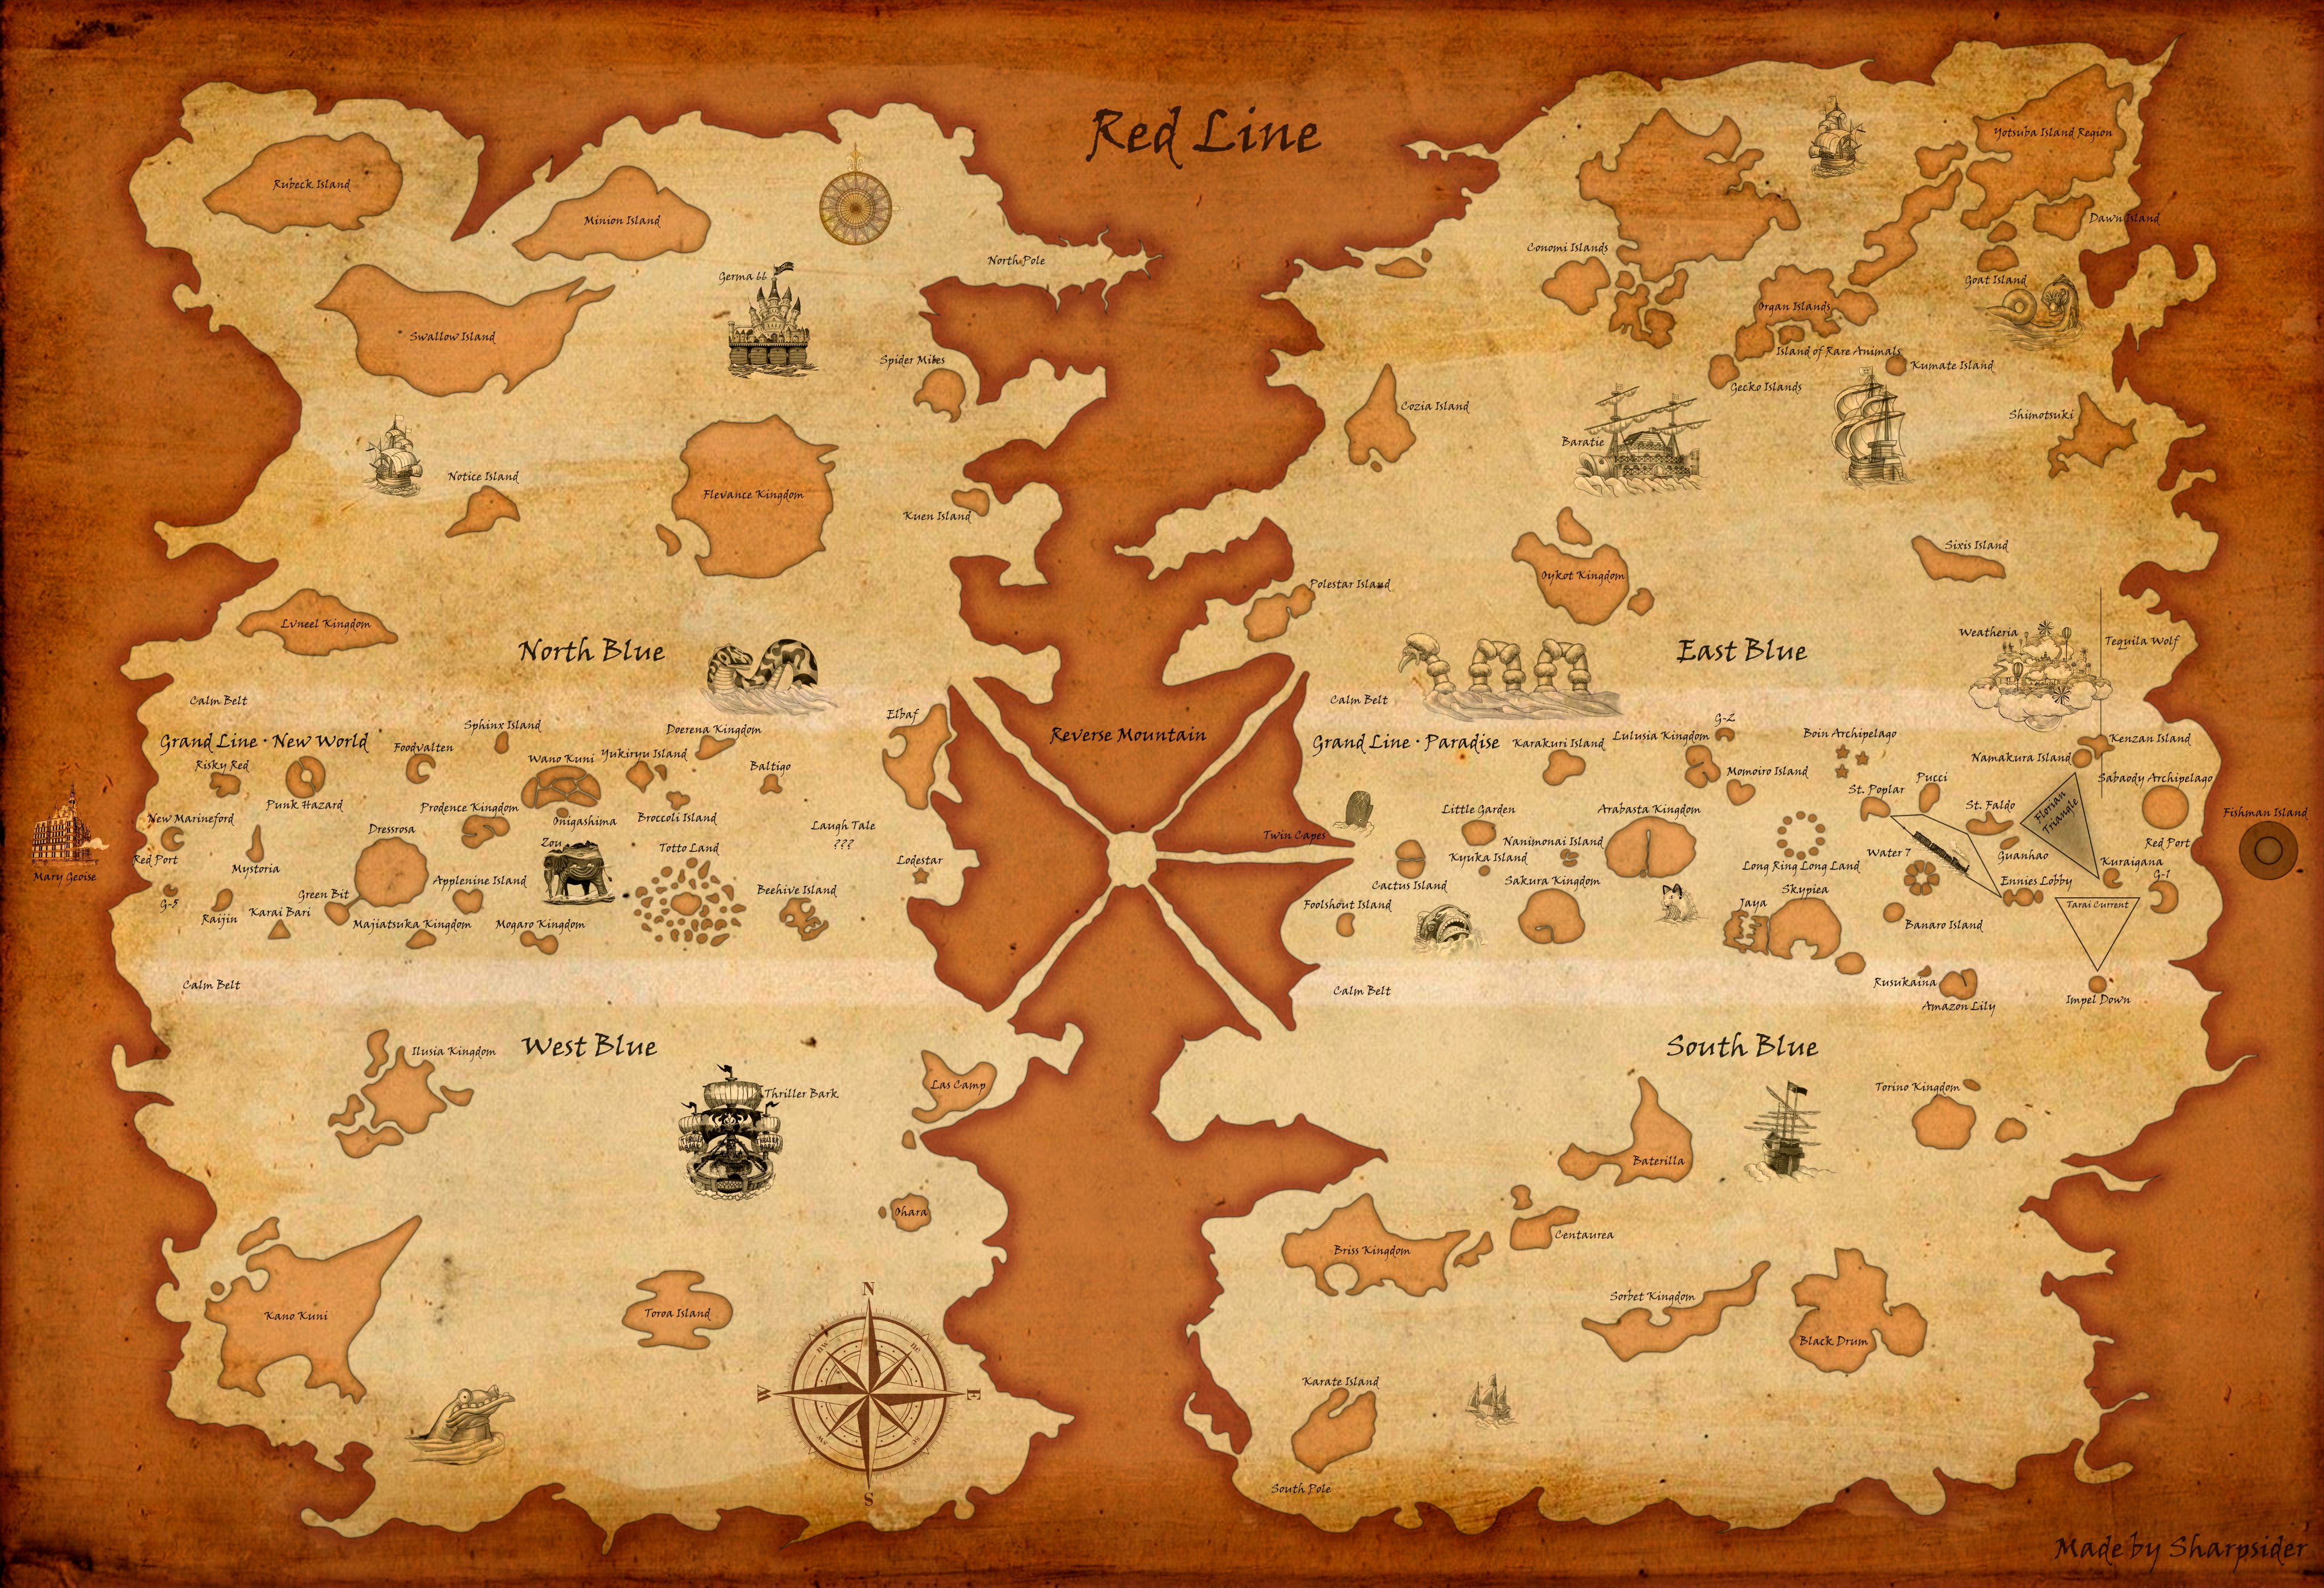 Red Line
Rubeck Island
Minion Island
Swallow Island
Germa 66
North Pole
Spider Miles
Notice Island
Flevance Kingdom
Kuen Island
Lvneel Kingdom
North Blue
Calm Belt
Yotsuba Island Region
Dawn Island
Conomi Islands
Goat Island
Organ Islands
Island of Rare Animals
Kumate Island
Gecko Islands
Cozia Island
Shimotsuki
Baratie
Sixis Island
Oykot Kingdom
Polestar Island
Weatheria
Tequila Wolf
East Blue
Calm Belt
Reverse Mountain
Twin Capes
Grand Line · New World
Sphinx Island
Doerena Kingdom
Elbaf
Foodvalten
Risky Red
Wano Kuni
Yukiryu Island
Baltigo
Punk Hazard
Prodence Kingdom
Onigashima
Broccoli Island
New Marineford
Dressrosa
Laugh Tale
???
Zou
Totto Land
Lodestar
Red Port
Mystoria
Mary Geoise
Applenine Island
Beehive Island
Green Bit
G-5
Raijin
Karai Bari
Majiatsuka Kingdom
Mogaro Kingdom
Calm Belt
Grand Line · Paradise
Karakuri Island
Lulusia Kingdom
G-2
Boin Archipelago
Kenzan Island
Namakura Island
Momoiro Island
Pucci
Sabaody Archipelago
St. Poplar
St. Faldo
Florian
Triangle
Fishman Island
Little Garden
Arabasta Kingdom
Nanimonai Island
Kyuka Island
Red Port
Water 7
Guanhao
Kuraigana
Long Ring Long Land
G-1
Cactus Island
Sakura Kingdom
Skypiea
Ennies Lobby
Foolshout Island
Jaya
Tarai Current
Banaro Island
Rusukaina
Amazon Lily
Impel Down
Calm Belt
West Blue
Ilusia Kingdom
Las Camp
Thriller Bark
Ohara
Kano Kuni
Toroa Island
N
nw
ne
W
E
sw
se
S
South Blue
Torino Kingdom
Baterilla
Centaurea
Briss Kingdom
Sorbet Kingdom
Black Drum
Karate Island
South Pole
Made by Sharpsider